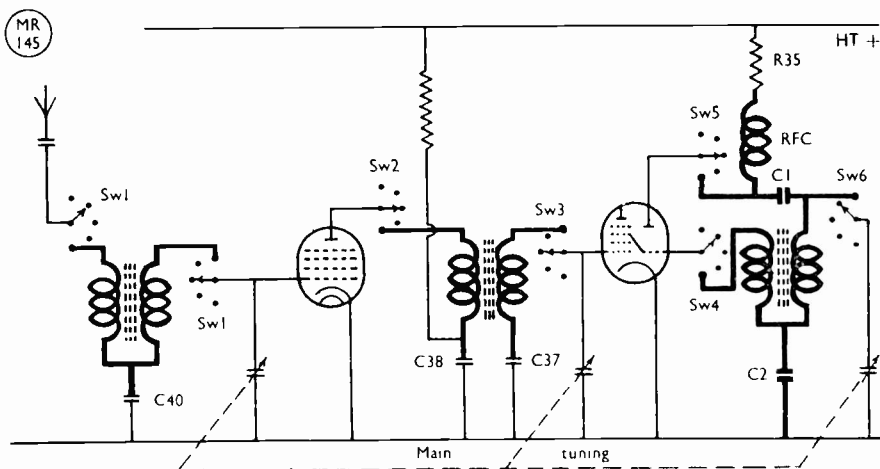 MR
145
HT +
R35
Sw5
RFC
Sw2
C1
Sw6
Sw1
Sw3
Sw1
Sw4
C38
C37
C2
C40
Main tuning